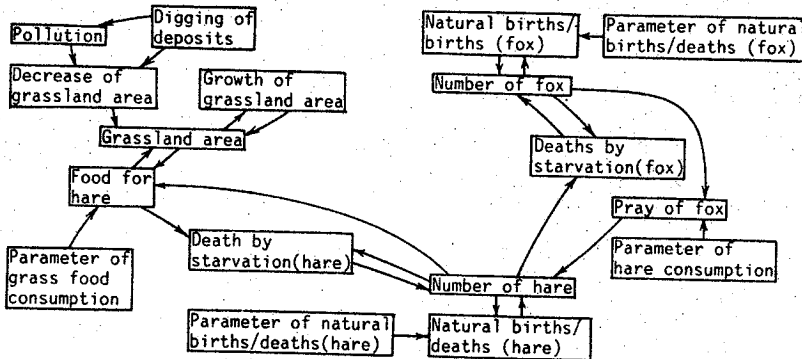 Pollution
Digging of
deposits
Decrease of
grassland area
Growth of
grassland area
Grassland area
Food for
hare
Parameter of
grass food
consumption
Death by
starvation(hare)
Parameter of natural
births/deaths(hare)
Natural births/
deaths (hare)
Number of hare
Natural births/
births (fox)
Parameter of natural
births/deaths (fox)
Number of fox
Deaths by
starvation(fox)
Pray of fox
Parameter of
hare consumption